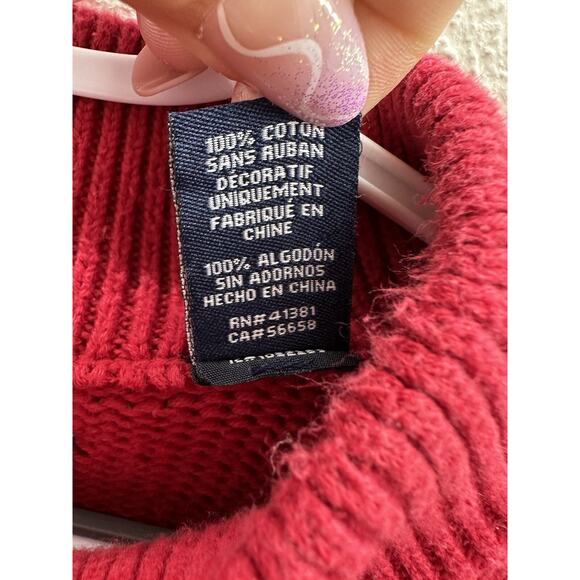 100% COTON
SANS RUBAN
DÉCORATIF
UNIQUEMENT
FABRIQUÉ EN
CHINE
100% ALGODÓN
SIN ADORNOS
HECHO EN CHINA
RN# 41381
CA# 56658